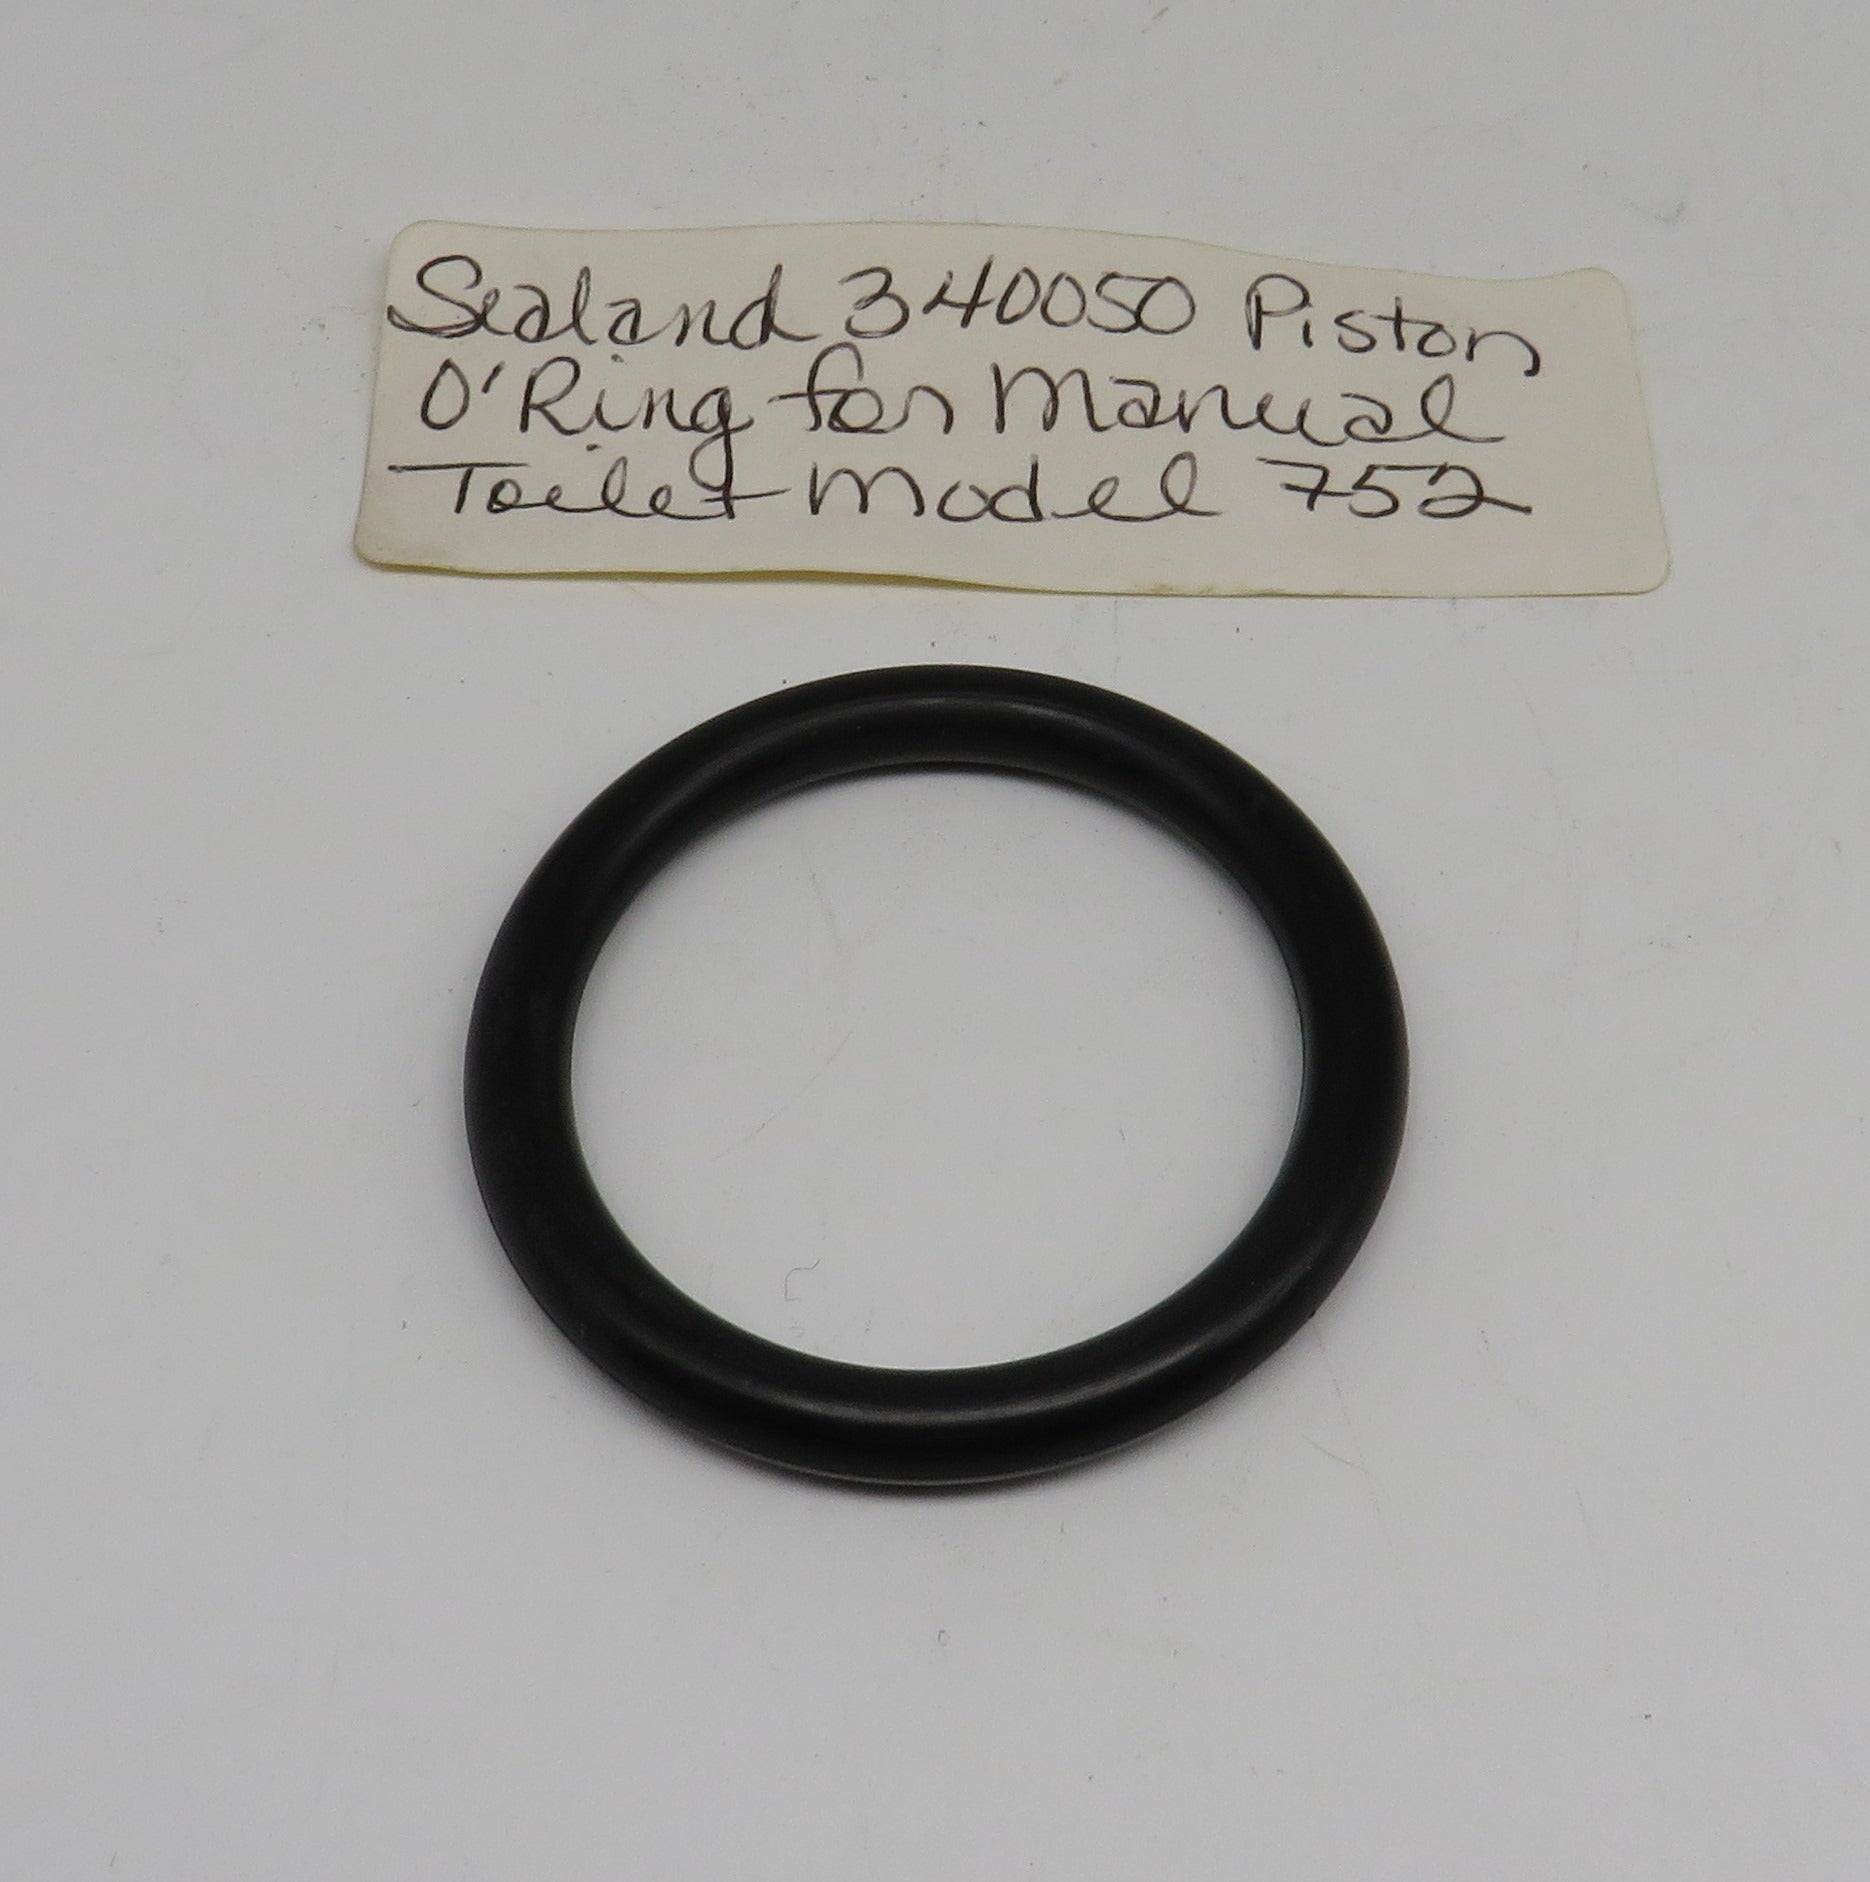 Sealand 340050 Piston
O'Ring for Manual
Toilet Model 752